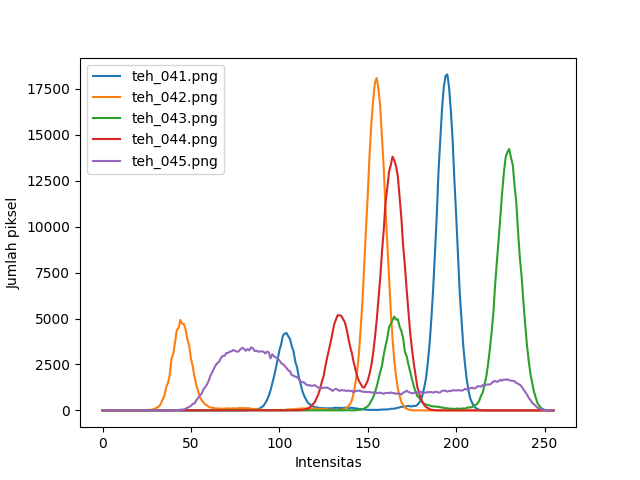 teh_041.png
teh_042.png
teh_043.png
teh_044.png
teh_045.png
Jumlah piksel
17500
15000
12500
10000
7500
5000
2500
0
0 50 100 150 200 250
Intensitas